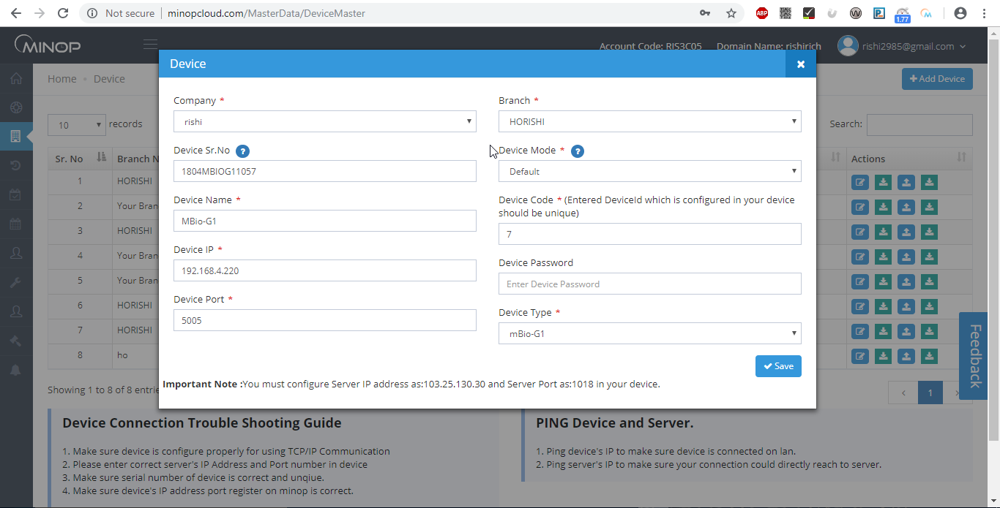 Not secure | minopcloud.com/MasterData/DeviceMaster
ABP
1.77
MINOP
Account Code: RIS3C05 Domain Name: rishirich rishi2985@gmail.com
Device
Home Device
Add Device
Company *
rishi
Branch *
HORISHI
10 records
Search:
Device Sr.No ?
1804MBIOG11057
Device Mode * ?
Default
Sr. No Branch N
Actions
1 HORISHI
2 Your Bran
3 HORISHI
4 Your Bran
5 Your Bran
6 HORISHI
7 HORISHI
8 ho
Device Name *
MBio-G1
Device Code * (Entered DeviceId which is configured in your device
should be unique)
7
Device IP *
192.168.4.220
Device Password
Enter Device Password
Device Port *
5005
Device Type *
mBio-G1
Save
Important Note :You must configure Server IP address as:103.25.130.30 and Server Port as:1018 in your device.
Feedback
Showing 1 to 8 of 8 entrie
< 1 >
Device Connection Trouble Shooting Guide
1. Make sure device is configure properly for using TCP/IP Communication
2. Please enter correct server's IP Address and Port number in device
3. Make sure serial number of device is correct and unqiue.
4. Make sure device's IP address port register on minop is correct.
PING Device and Server.
1. Ping device's IP to make sure device is connected on lan.
2. Ping server's IP to make sure your connection could directly reach to server.